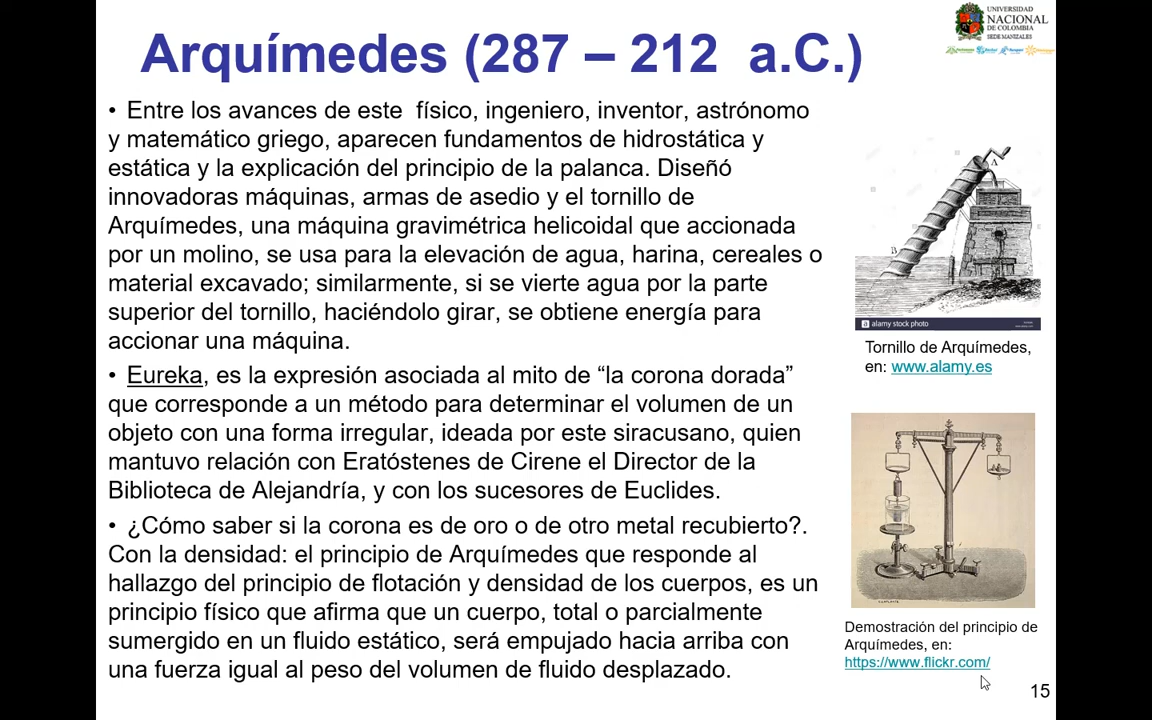 UNIVERSIDAD
NACIONAL
DE COLOMBIA
SEDE MANIZALES
Arquímedes (287 – 212 a.C.)
• Entre los avances de este físico, ingeniero, inventor, astrónomo
y matemático griego, aparecen fundamentos de hidrostática y
estática y la explicación del principio de la palanca. Diseñó
innovadoras máquinas, armas de asedio y el tornillo de
Arquímedes, una máquina gravimétrica helicoidal que accionada
por un molino, se usa para la elevación de agua, harina, cereales o
material excavado; similarmente, si se vierte agua por la parte
superior del tornillo, haciéndolo girar, se obtiene energía para
accionar una máquina.
• Eureka, es la expresión asociada al mito de “la corona dorada”
que corresponde a un método para determinar el volumen de un
objeto con una forma irregular, ideada por este siracusano, quien
mantuvo relación con Eratóstenes de Cirene el Director de la
Biblioteca de Alejandría, y con los sucesores de Euclides.
• ¿Cómo saber si la corona es de oro o de otro metal recubierto?.
Con la densidad: el principio de Arquímedes que responde al
hallazgo del principio de flotación y densidad de los cuerpos, es un
principio físico que afirma que un cuerpo, total o parcialmente
sumergido en un fluido estático, será empujado hacia arriba con
una fuerza igual al peso del volumen de fluido desplazado.
A
B
a alamy stock photo
Tornillo de Arquímedes,
en: www.alamy.es
Demostración del principio de
Arquímedes, en:
https://www.flickr.com/
15